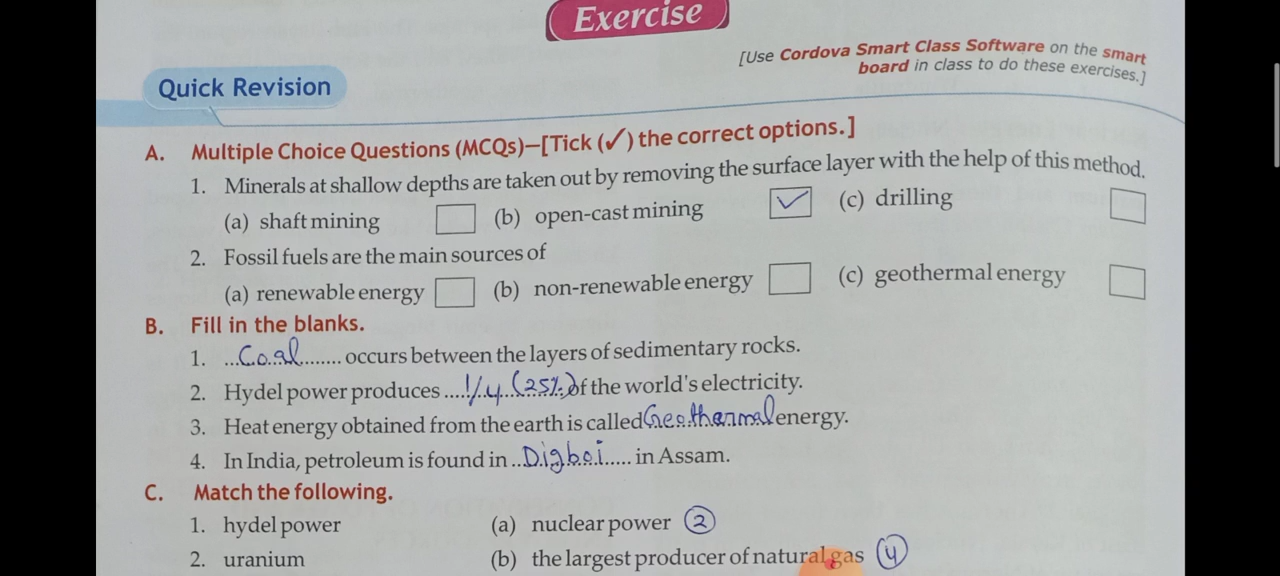 Exercise
[Use Cordova Smart Class Software on the smart
board in class to do these exercises.]
Quick Revision
A. Multiple Choice Questions (MCQs)–[Tick (✓) the correct options.]
1. Minerals at shallow depths are taken out by removing the surface layer with the help of this method.
(a) shaft mining (b) open-cast mining ✓ (c) drilling
2. Fossil fuels are the main sources of
(a) renewable energy (b) non-renewable energy (c) geothermal energy
B. Fill in the blanks.
1. ...Coal....... occurs between the layers of sedimentary rocks.
2. Hydel power produces ....1/4 (25%) of the world's electricity.
3. Heat energy obtained from the earth is called Geothermal energy.
4. In India, petroleum is found in ..Digboi..... in Assam.
C. Match the following.
1. hydel power (a) nuclear power 2
2. uranium (b) the largest producer of natural gas 4